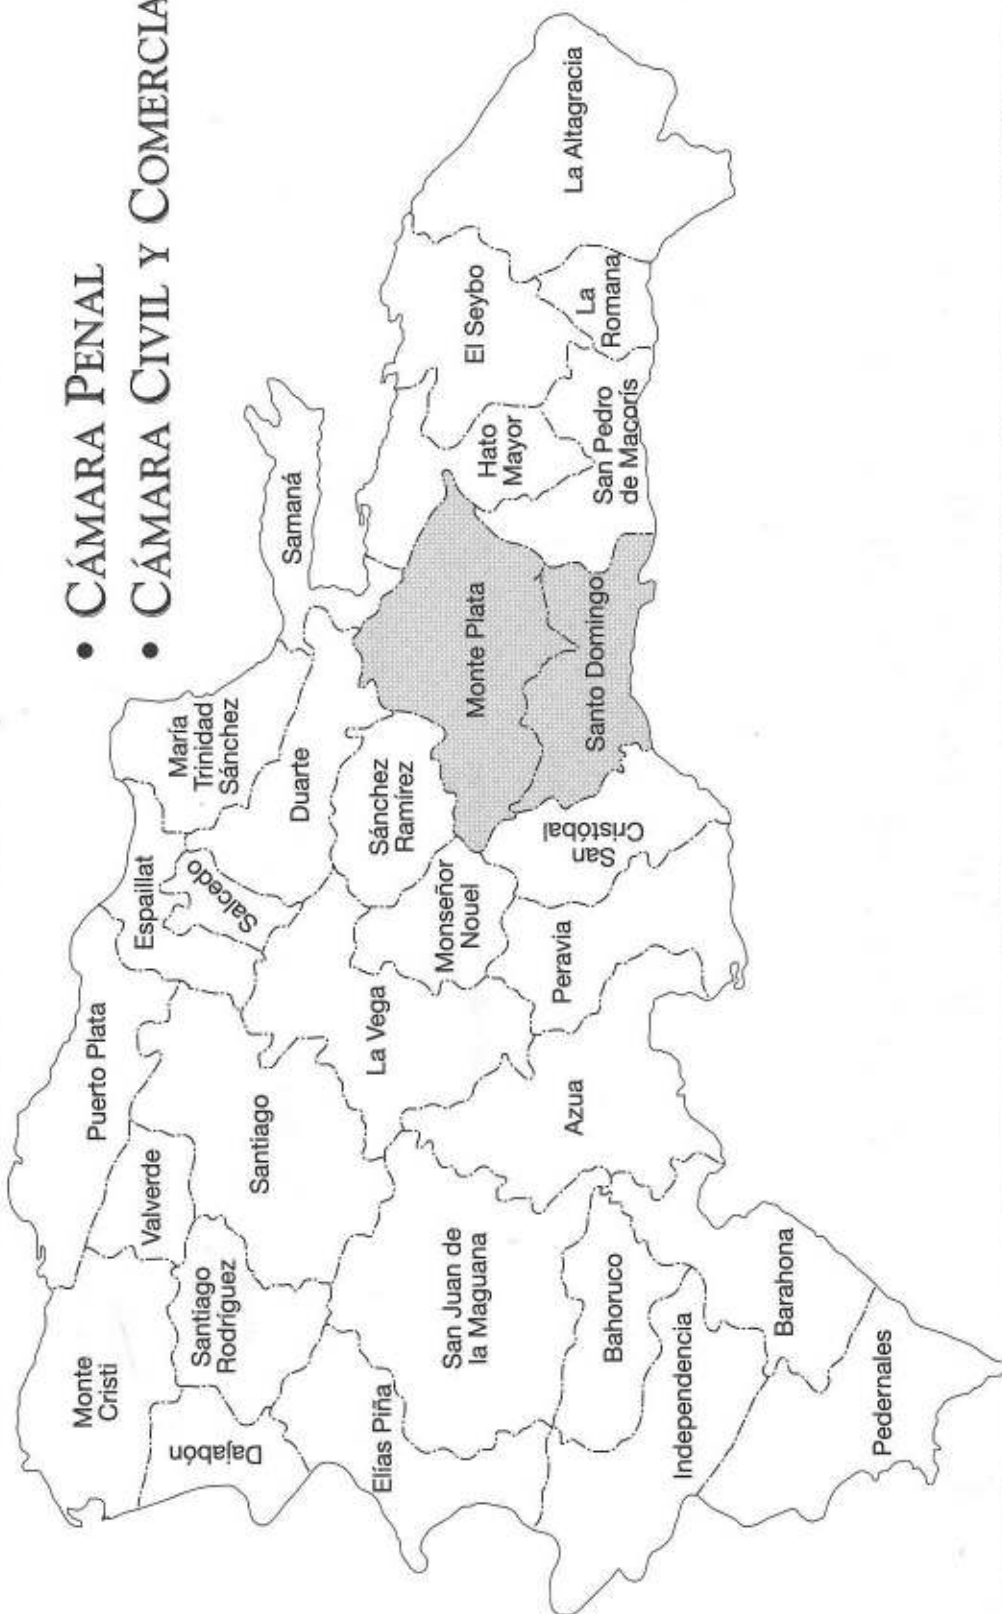 • CÁMARA PENAL
• CÁMARA CIVIL Y COMERCIA
Puerto Plata
Espaillat
María
Trinidad
Sánchez
Monte
Cristi
Valverde
Salcedo
Samaná
Dajabón
Santiago
Rodríguez
Santiago
Duarte
Elías Piña
La Vega
Sánchez
Ramírez
Monseñor
Nouel
Monte Plata
Hato
Mayor
El Seybo
La Altagracia
San Juan de
la Maguana
Azua
Peravia
San
Cristóbal
Santo Domingo
San Pedro
de Macorís
La
Romana
Bahoruco
Independencia
Barahona
Pedernales